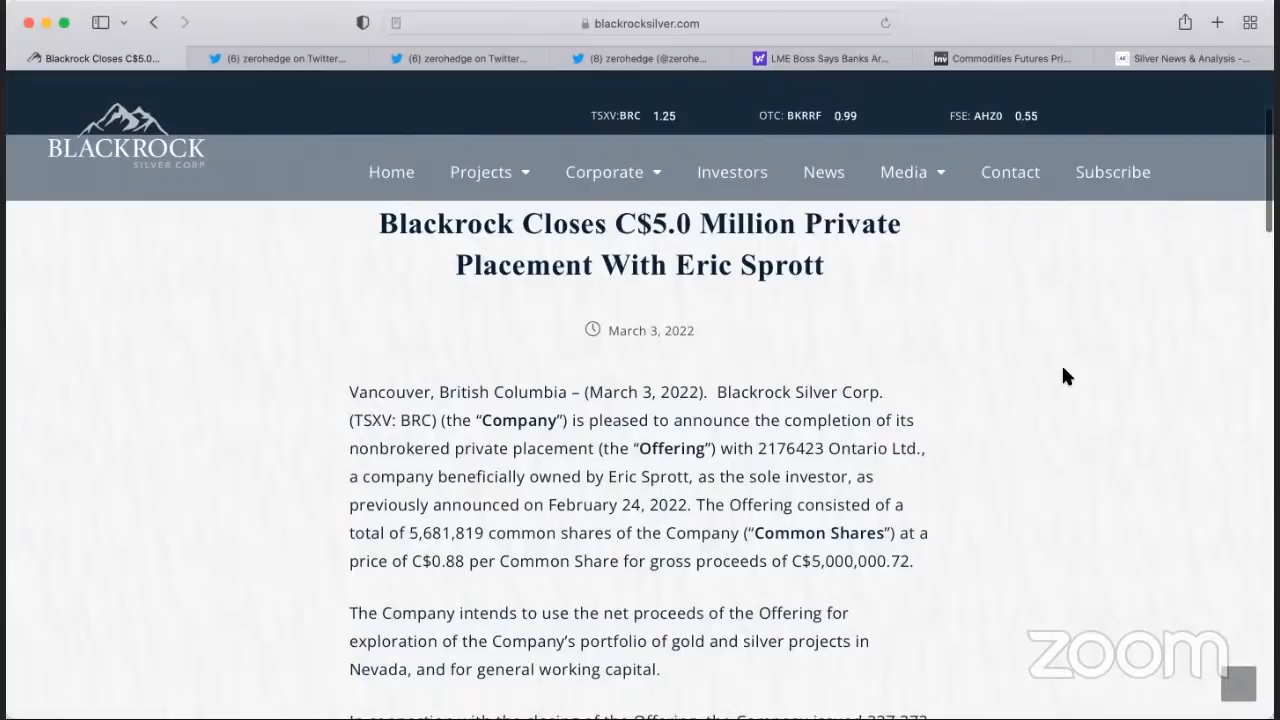 blackrocksilver.com
Blackrock Closes C$5.0...
(6) zerohedge on Twitter...
(6) zerohedge on Twitter...
(8) zerohedge (@zerohe...
LME Boss Says Banks Ar...
Inv Commodities Futures Pri...
Silver News & Analysis -...
BLACKROCK
SILVER CORP
TSXV:BRC 1.25
OTC: BKRRF 0.99
FSE: AHZ0 0.55
Home Projects Corporate Investors News Media Contact Subscribe
Blackrock Closes C$5.0 Million Private
Placement With Eric Sprott
March 3, 2022
Vancouver, British Columbia – (March 3, 2022). Blackrock Silver Corp.
(TSXV: BRC) (the “Company”) is pleased to announce the completion of its
nonbrokered private placement (the “Offering”) with 2176423 Ontario Ltd.,
a company beneficially owned by Eric Sprott, as the sole investor, as
previously announced on February 24, 2022. The Offering consisted of a
total of 5,681,819 common shares of the Company (“Common Shares”) at a
price of C$0.88 per Common Share for gross proceeds of C$5,000,000.72.
The Company intends to use the net proceeds of the Offering for
exploration of the Company’s portfolio of gold and silver projects in
Nevada, and for general working capital.
zoom